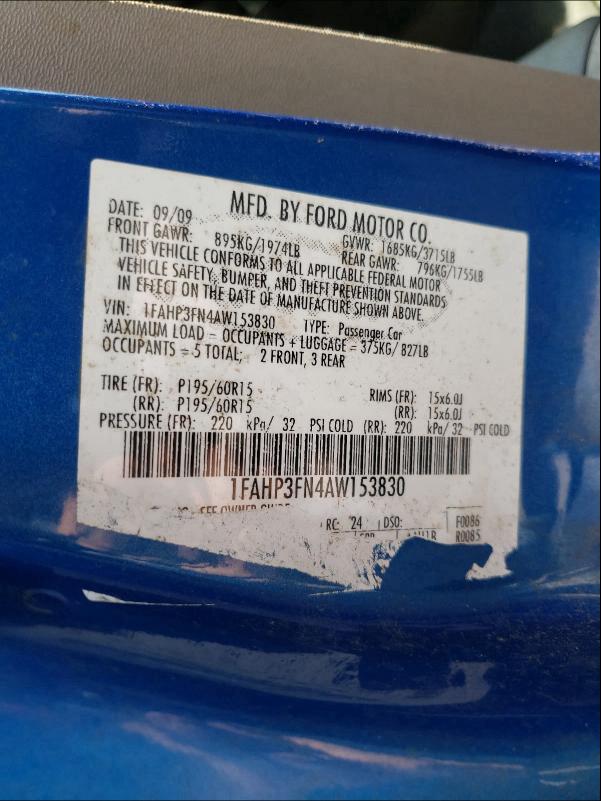 MFD. BY FORD MOTOR CO.
DATE: 09/09 GVWR: 1685KG/3715LB
FRONT GAWR: 895KG/1974LB REAR GAWR: 796KG/1755LB
THIS VEHICLE CONFORMS TO ALL APPLICABLE FEDERAL MOTOR
VEHICLE SAFETY, BUMPER, AND THEFT PREVENTION STANDARDS
IN EFFECT ON THE DATE OF MANUFACTURE SHOWN ABOVE.
VIN: 1FAHP3FN4AW153830 TYPE: Passenger Car
MAXIMUM LOAD = OCCUPANTS + LUGGAGE = 375KG/ 827LB
OCCUPANTS = 5 TOTAL; 2 FRONT, 3 REAR
TIRE (FR): P195/60R15 RIMS (FR): 15x6.0J
(RR): P195/60R15 (RR): 15x6.0J
PRESSURE (FR): 220 kPa/ 32 PSI COLD (RR): 220 kPa/ 32 PSI COLD
1FAHP3FN4AW153830
SEE OWNER
RC: 24 DSO: F0086
R0085